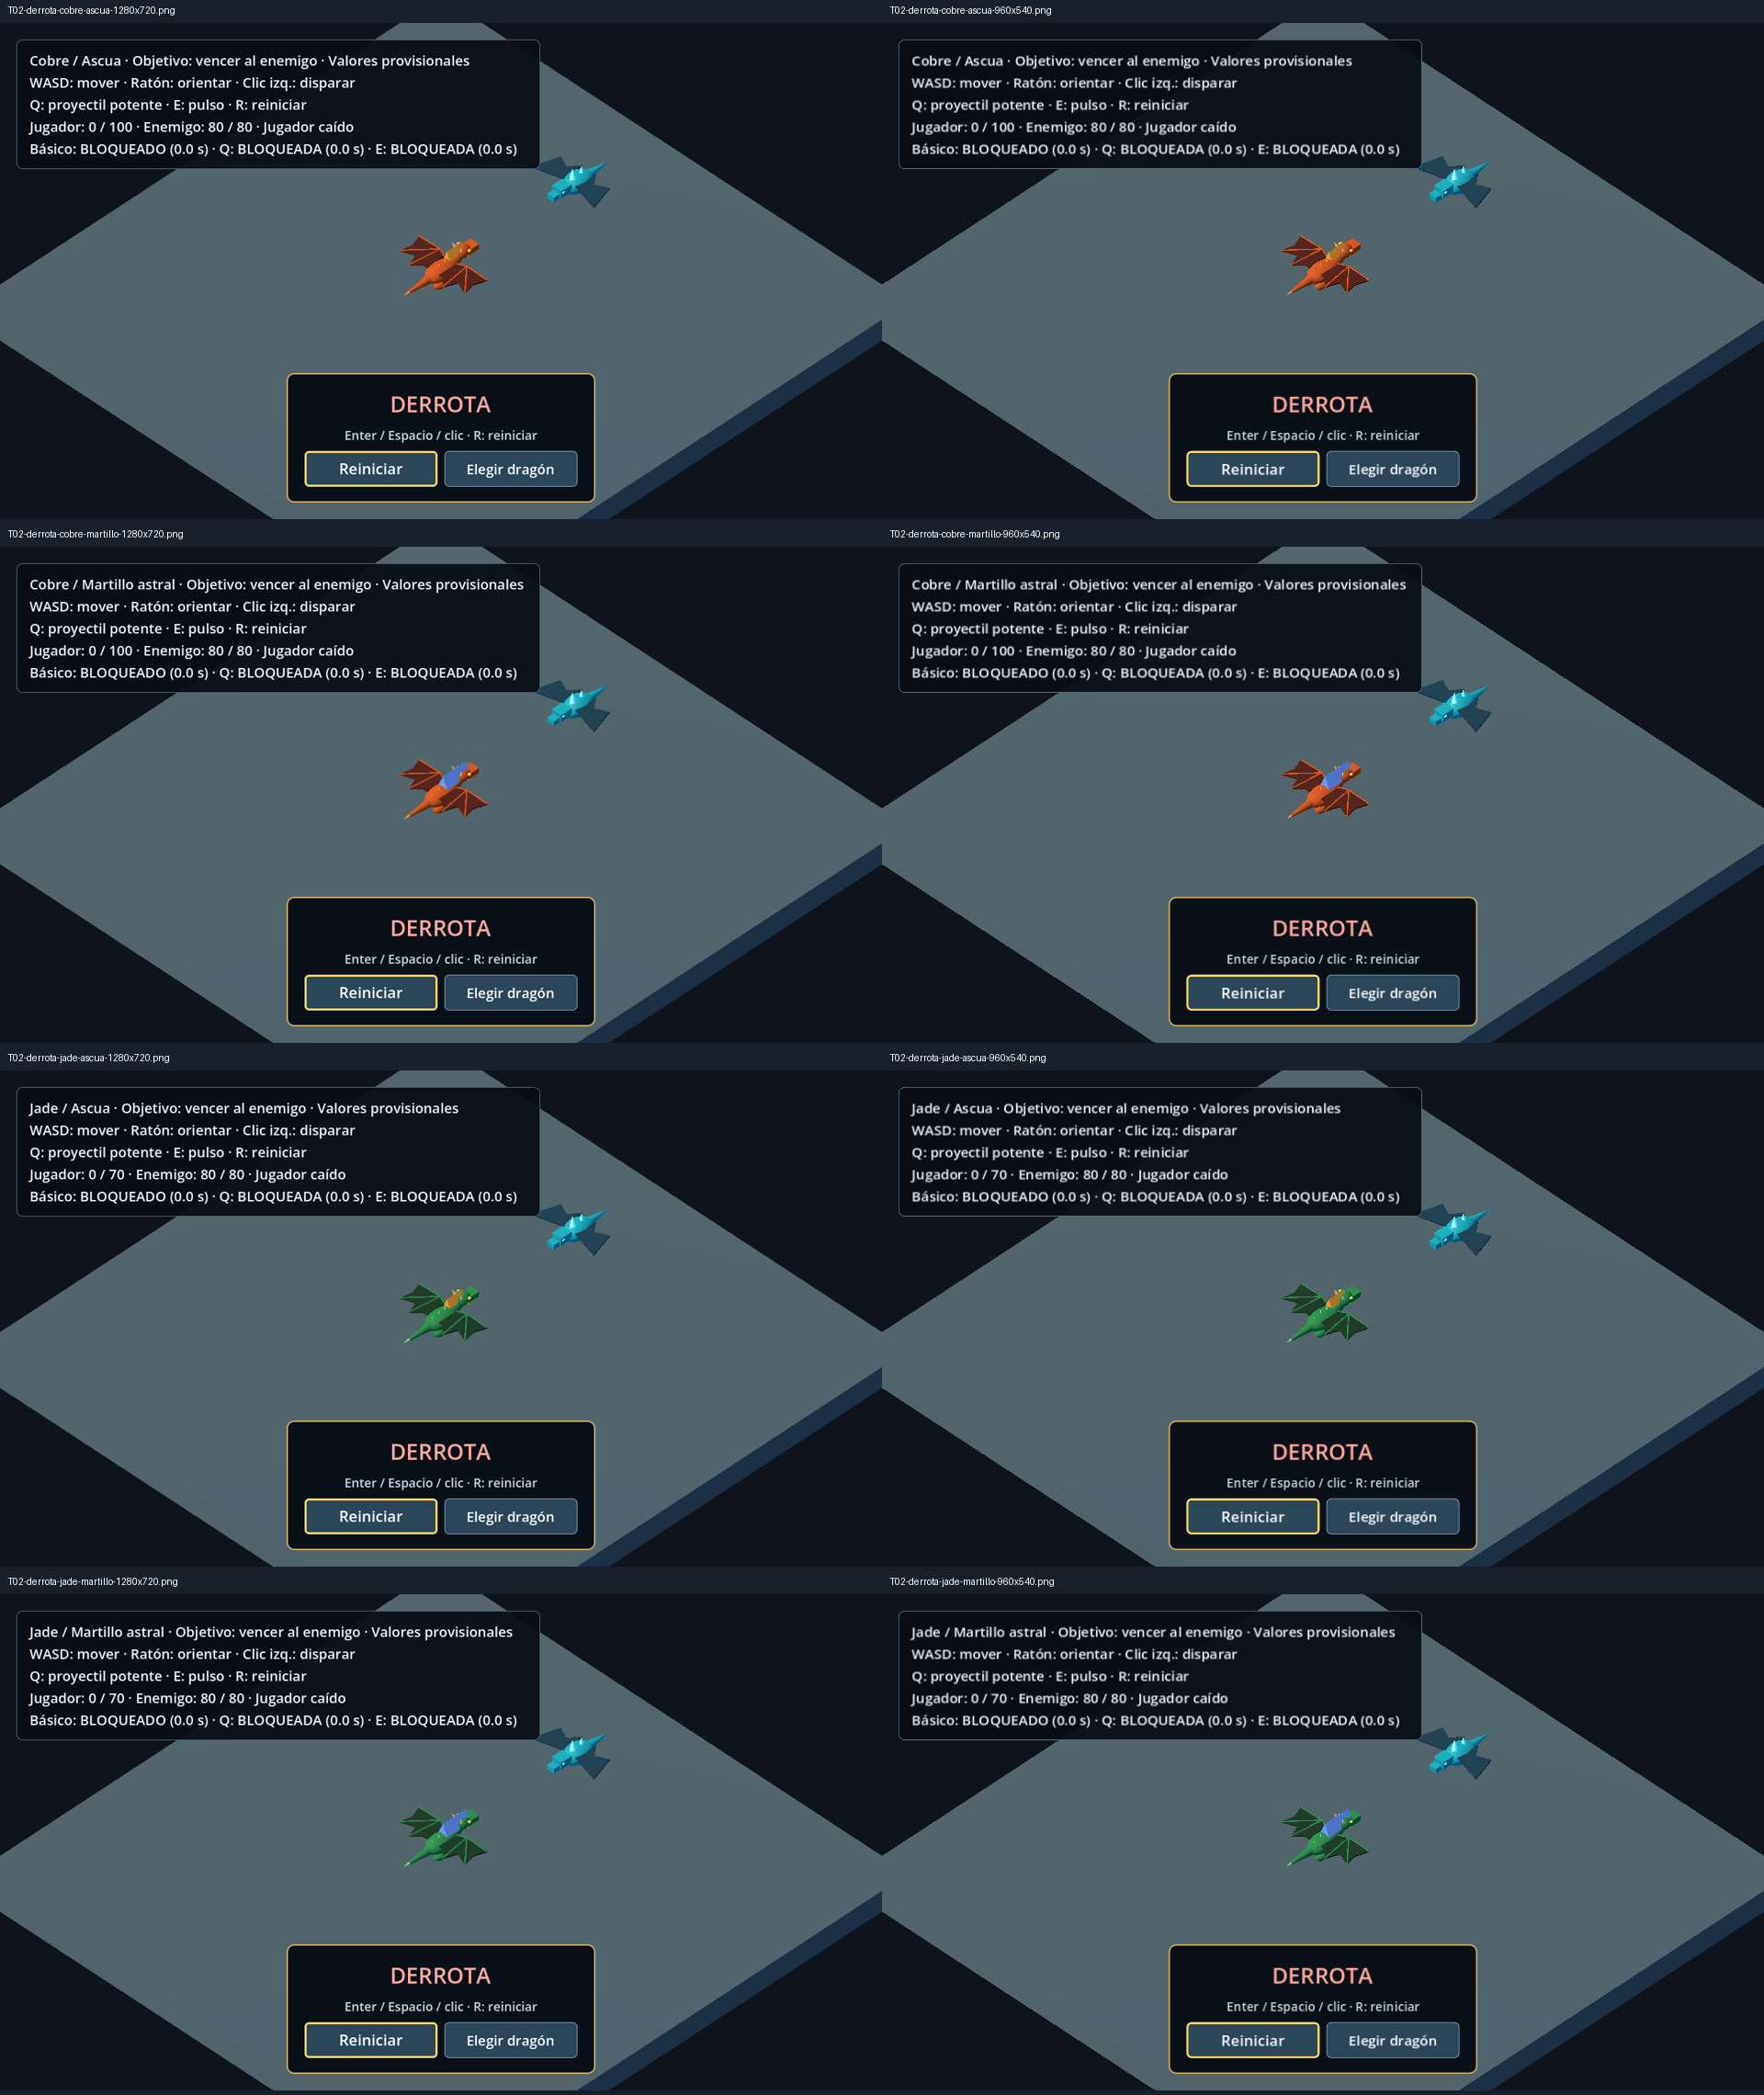 T02-derrota-cobre-ascua-1280x720.png
Cobre / Ascua · Objetivo: vencer al enemigo · Valores provisionales
WASD: mover · Ratón: orientar · Clic izq.: disparar
Q: proyectil potente · E: pulso · R: reiniciar
Jugador: 0 / 100 · Enemigo: 80 / 80 · Jugador caído
Básico: BLOQUEADO (0.0 s) · Q: BLOQUEADA (0.0 s) · E: BLOQUEADA (0.0 s)
DERROTA
Enter / Espacio / clic · R: reiniciar
Reiniciar
Elegir dragón
T02-derrota-cobre-ascua-960x540.png
Cobre / Ascua · Objetivo: vencer al enemigo · Valores provisionales
WASD: mover · Ratón: orientar · Clic izq.: disparar
Q: proyectil potente · E: pulso · R: reiniciar
Jugador: 0 / 100 · Enemigo: 80 / 80 · Jugador caído
Básico: BLOQUEADO (0.0 s) · Q: BLOQUEADA (0.0 s) · E: BLOQUEADA (0.0 s)
DERROTA
Enter / Espacio / clic · R: reiniciar
Reiniciar
Elegir dragón
T02-derrota-cobre-martillo-1280x720.png
Cobre / Martillo astral · Objetivo: vencer al enemigo · Valores provisionales
WASD: mover · Ratón: orientar · Clic izq.: disparar
Q: proyectil potente · E: pulso · R: reiniciar
Jugador: 0 / 100 · Enemigo: 80 / 80 · Jugador caído
Básico: BLOQUEADO (0.0 s) · Q: BLOQUEADA (0.0 s) · E: BLOQUEADA (0.0 s)
DERROTA
Enter / Espacio / clic · R: reiniciar
Reiniciar
Elegir dragón
T02-derrota-cobre-martillo-960x540.png
Cobre / Martillo astral · Objetivo: vencer al enemigo · Valores provisionales
WASD: mover · Ratón: orientar · Clic izq.: disparar
Q: proyectil potente · E: pulso · R: reiniciar
Jugador: 0 / 100 · Enemigo: 80 / 80 · Jugador caído
Básico: BLOQUEADO (0.0 s) · Q: BLOQUEADA (0.0 s) · E: BLOQUEADA (0.0 s)
DERROTA
Enter / Espacio / clic · R: reiniciar
Reiniciar
Elegir dragón
T02-derrota-jade-ascua-1280x720.png
Jade / Ascua · Objetivo: vencer al enemigo · Valores provisionales
WASD: mover · Ratón: orientar · Clic izq.: disparar
Q: proyectil potente · E: pulso · R: reiniciar
Jugador: 0 / 70 · Enemigo: 80 / 80 · Jugador caído
Básico: BLOQUEADO (0.0 s) · Q: BLOQUEADA (0.0 s) · E: BLOQUEADA (0.0 s)
DERROTA
Enter / Espacio / clic · R: reiniciar
Reiniciar
Elegir dragón
T02-derrota-jade-ascua-960x540.png
Jade / Ascua · Objetivo: vencer al enemigo · Valores provisionales
WASD: mover · Ratón: orientar · Clic izq.: disparar
Q: proyectil potente · E: pulso · R: reiniciar
Jugador: 0 / 70 · Enemigo: 80 / 80 · Jugador caído
Básico: BLOQUEADO (0.0 s) · Q: BLOQUEADA (0.0 s) · E: BLOQUEADA (0.0 s)
DERROTA
Enter / Espacio / clic · R: reiniciar
Reiniciar
Elegir dragón
T02-derrota-jade-martillo-1280x720.png
Jade / Martillo astral · Objetivo: vencer al enemigo · Valores provisionales
WASD: mover · Ratón: orientar · Clic izq.: disparar
Q: proyectil potente · E: pulso · R: reiniciar
Jugador: 0 / 70 · Enemigo: 80 / 80 · Jugador caído
Básico: BLOQUEADO (0.0 s) · Q: BLOQUEADA (0.0 s) · E: BLOQUEADA (0.0 s)
DERROTA
Enter / Espacio / clic · R: reiniciar
Reiniciar
Elegir dragón
T02-derrota-jade-martillo-960x540.png
Jade / Martillo astral · Objetivo: vencer al enemigo · Valores provisionales
WASD: mover · Ratón: orientar · Clic izq.: disparar
Q: proyectil potente · E: pulso · R: reiniciar
Jugador: 0 / 70 · Enemigo: 80 / 80 · Jugador caído
Básico: BLOQUEADO (0.0 s) · Q: BLOQUEADA (0.0 s) · E: BLOQUEADA (0.0 s)
DERROTA
Enter / Espacio / clic · R: reiniciar
Reiniciar
Elegir dragón